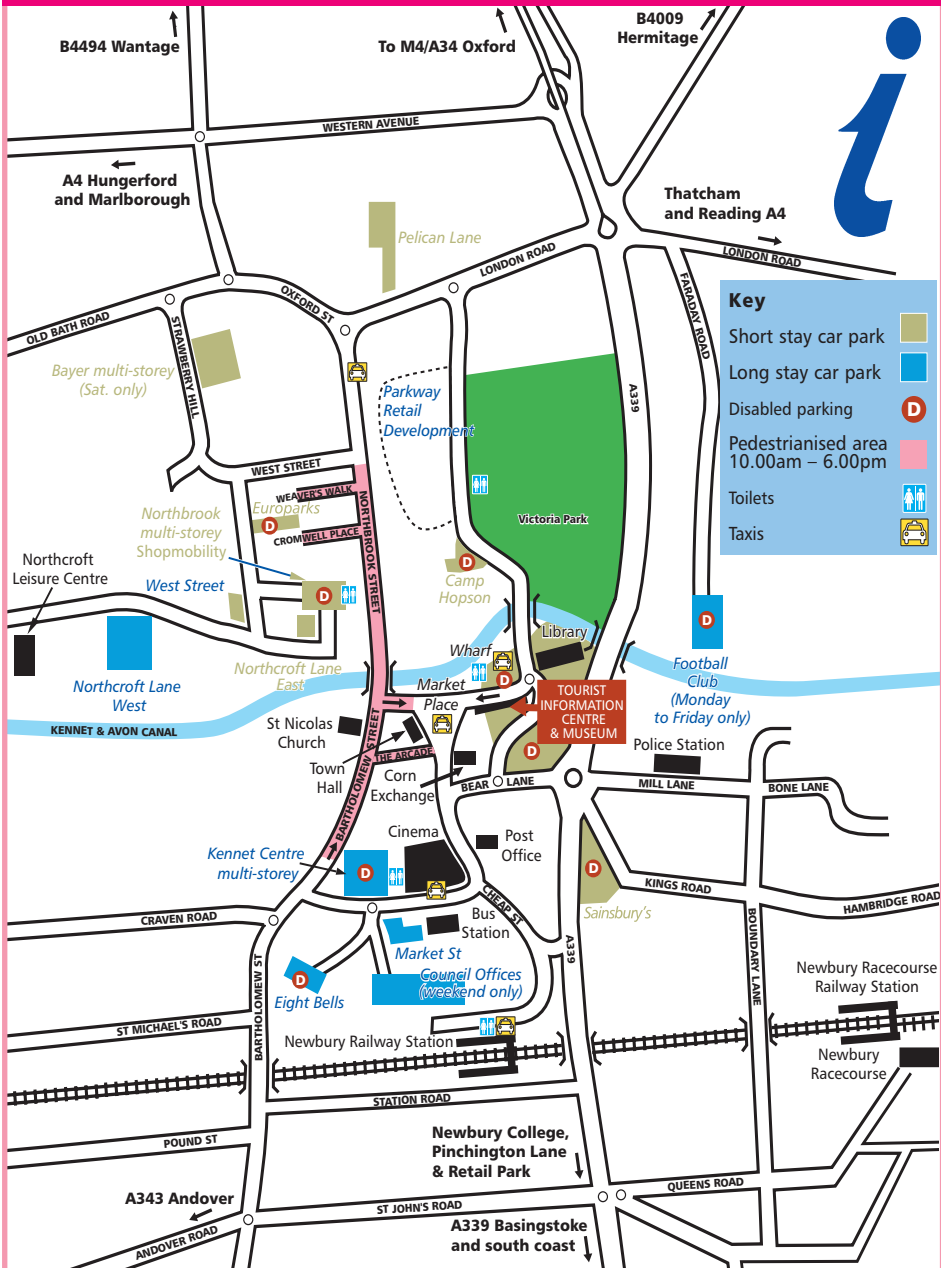 B4494 Wantage
To M4/A34 Oxford
B4009
Hermitage
i
WESTERN AVENUE
A4 Hungerford
and Marlborough
Thatcham
and Reading A4
Pelican Lane
LONDON ROAD
LONDON ROAD
OXFORD ST
FARADAY ROAD
OLD BATH ROAD
STRAWBERRY HILL
Key
Short stay car park
Long stay car park
Disabled parking
D
Pedestrianised area
10.00am – 6.00pm
Toilets
Taxis
Bayer multi-storey
(Sat. only)
Parkway
Retail
Development
A339
WEST STREET
WEAVER'S WALK
Europarks
D
CROMWELL PLACE
NORTHBROOK STREET
Northbrook
multi-storey
Shopmobility
Victoria Park
Northcroft
Leisure Centre
West Street
D
D
Camp
Hopson
D
Library
Wharf
D
Northcroft Lane
East
Northcroft Lane
West
Football
Club
(Monday
to Friday only)
Market
Place
TOURIST
INFORMATION
CENTRE
& MUSEUM
KENNET & AVON CANAL
St Nicolas
Church
Town
Hall
THE ARCADE
Corn
Exchange
D
Police Station
BEAR LANE
MILL LANE
BONE LANE
BARTHOLOMEW STREET
Cinema
Post
Office
Kennet Centre
multi-storey
D
D
KINGS ROAD
HAMBRIDGE ROAD
Sainsbury's
CHEAP ST
CRAVEN ROAD
Bus
Station
Market St
A339
BOUNDARY LANE
D
Eight Bells
Council Offices
(weekend only)
Newbury Racecourse
Railway Station
BARTHOLOMEW ST
ST MICHAEL'S ROAD
Newbury Railway Station
Newbury
Racecourse
STATION ROAD
POUND ST
Newbury College,
Pinchington Lane
& Retail Park
QUEENS ROAD
A343 Andover
ST JOHN'S ROAD
ANDOVER ROAD
A339 Basingstoke
and south coast